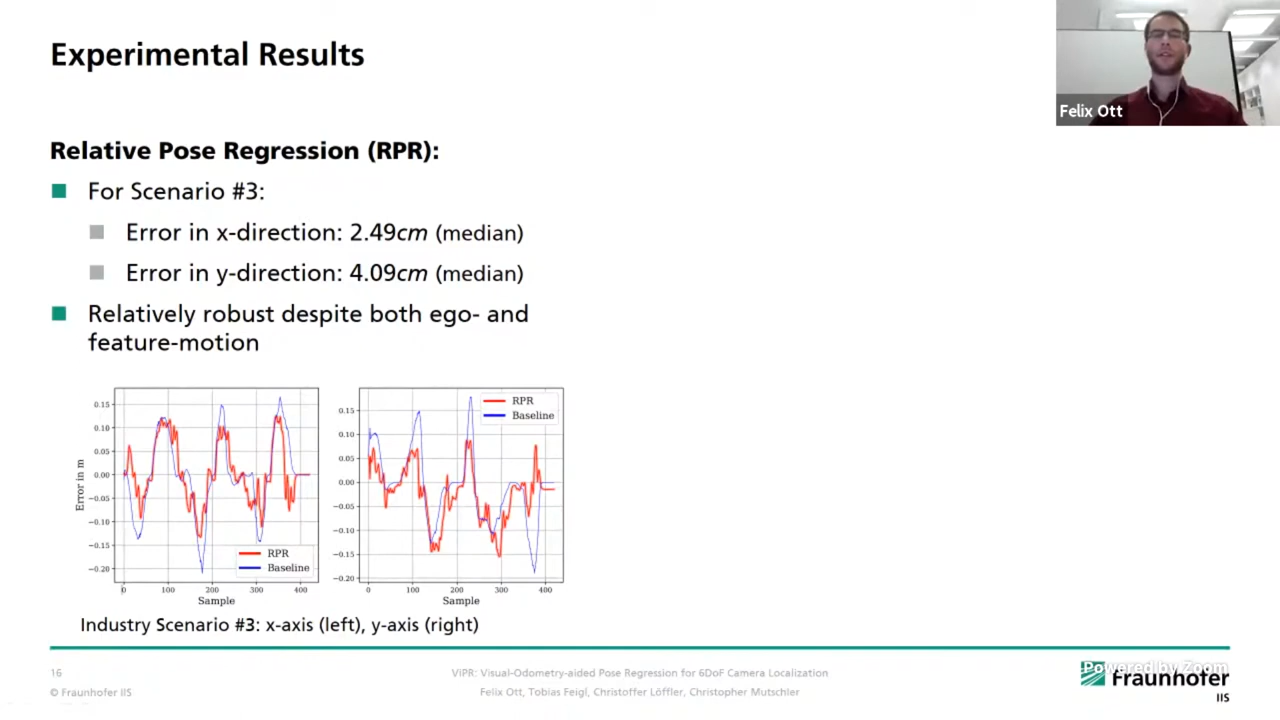 Experimental Results
Felix Ott
Relative Pose Regression (RPR):
For Scenario #3:
Error in x-direction: 2.49cm (median)
Error in y-direction: 4.09cm (median)
Relatively robust despite both ego- and
feature-motion
Error in m
0.15
0.10
0.05
0.00
−0.05
−0.10
−0.15
−0.20
RPR
Baseline
0 100 200 300 400
Sample
0.15
0.10
0.05
0.00
−0.05
−0.10
−0.15
−0.20
RPR
Baseline
0 100 200 300 400
Sample
Industry Scenario #3: x-axis (left), y-axis (right)
16
© Fraunhofer IIS
ViPR: Visual-Odometry-aided Pose Regression for 6DoF Camera Localization
Felix Ott, Tobias Feigl, Christoffer Löffler, Christopher Mutschler
Powered by Zoom
Fraunhofer
IIS